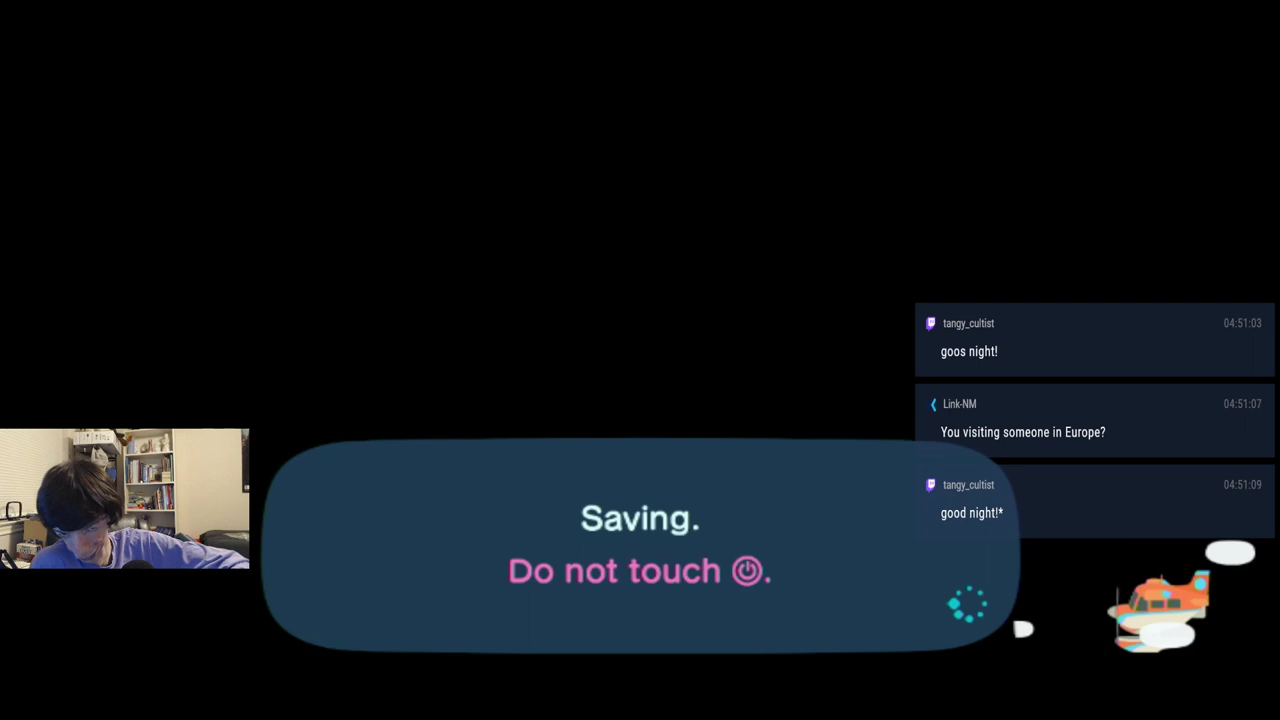 tangy_cultist 04:51:03
goos night!
Link-NM 04:51:07
You visiting someone in Europe?
tangy_cultist 04:51:09
good night!*
Saving.
Do not touch .